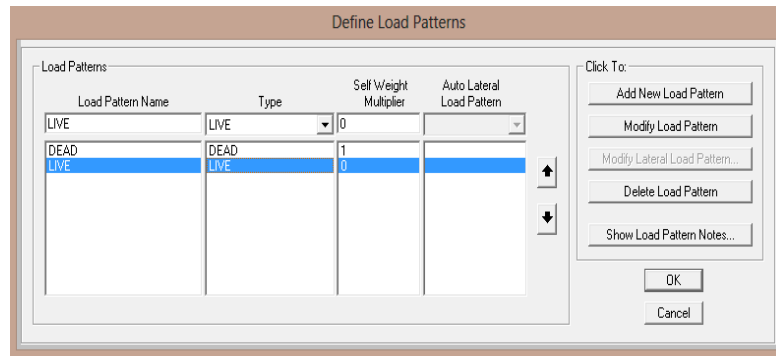 Define Load Patterns
Load Patterns
Click To:
Load Pattern Name Type Self Weight Multiplier Auto Lateral Load Pattern
LIVE LIVE 0
DEAD DEAD 1
LIVE LIVE 0
Add New Load Pattern
Modify Load Pattern
Modify Lateral Load Pattern...
Delete Load Pattern
Show Load Pattern Notes...
OK
Cancel